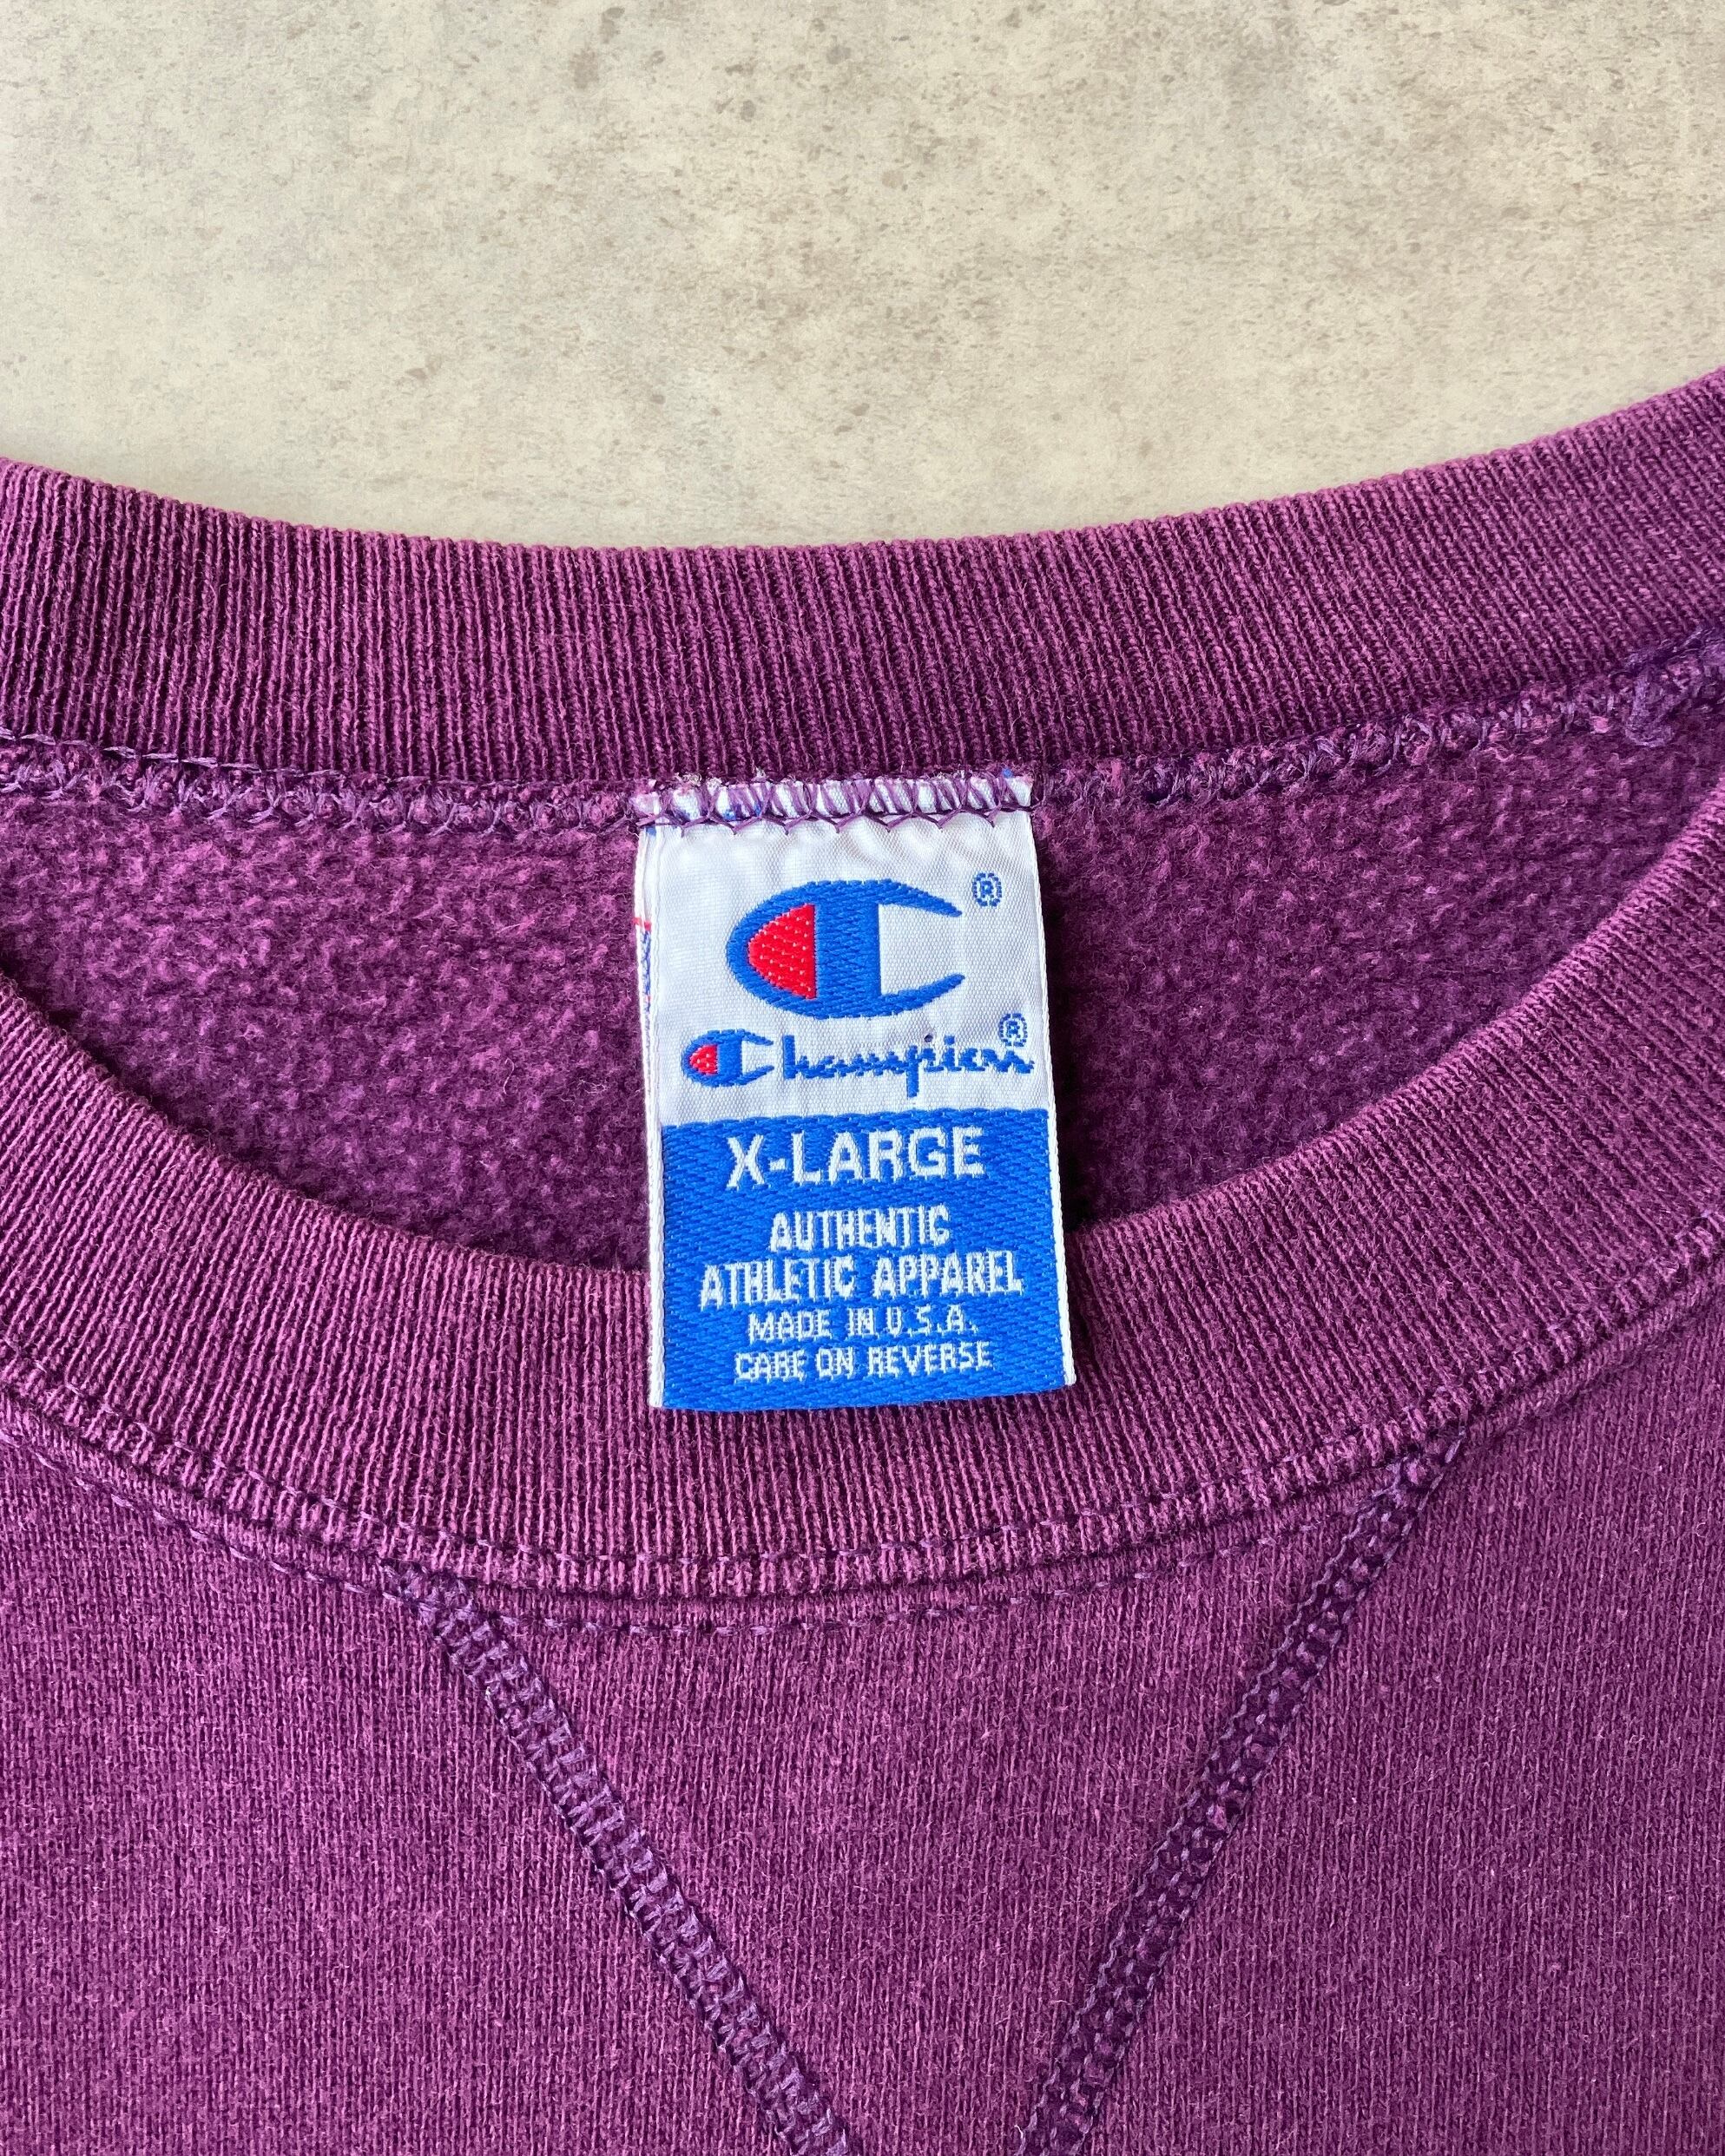 ®
Champion®
X-LARGE
AUTHENTIC
ATHLETIC APPAREL
MADE IN U.S.A.
CARE ON REVERSE